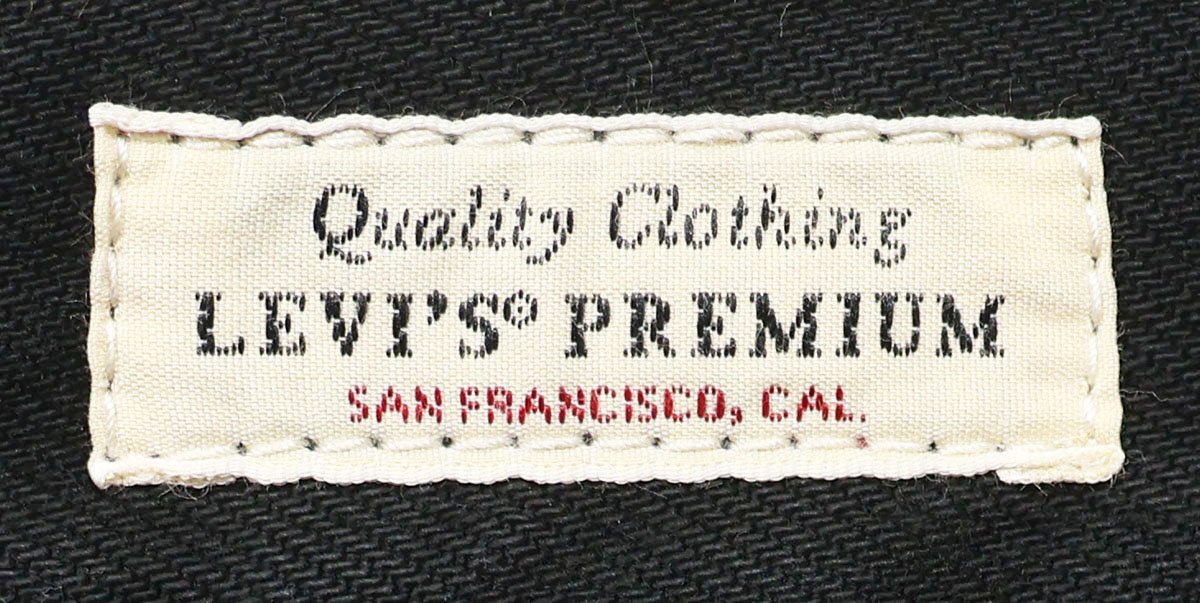 Quality Clothing
LEVI'S® PREMIUM
SAN FRANCISCO, CAL.